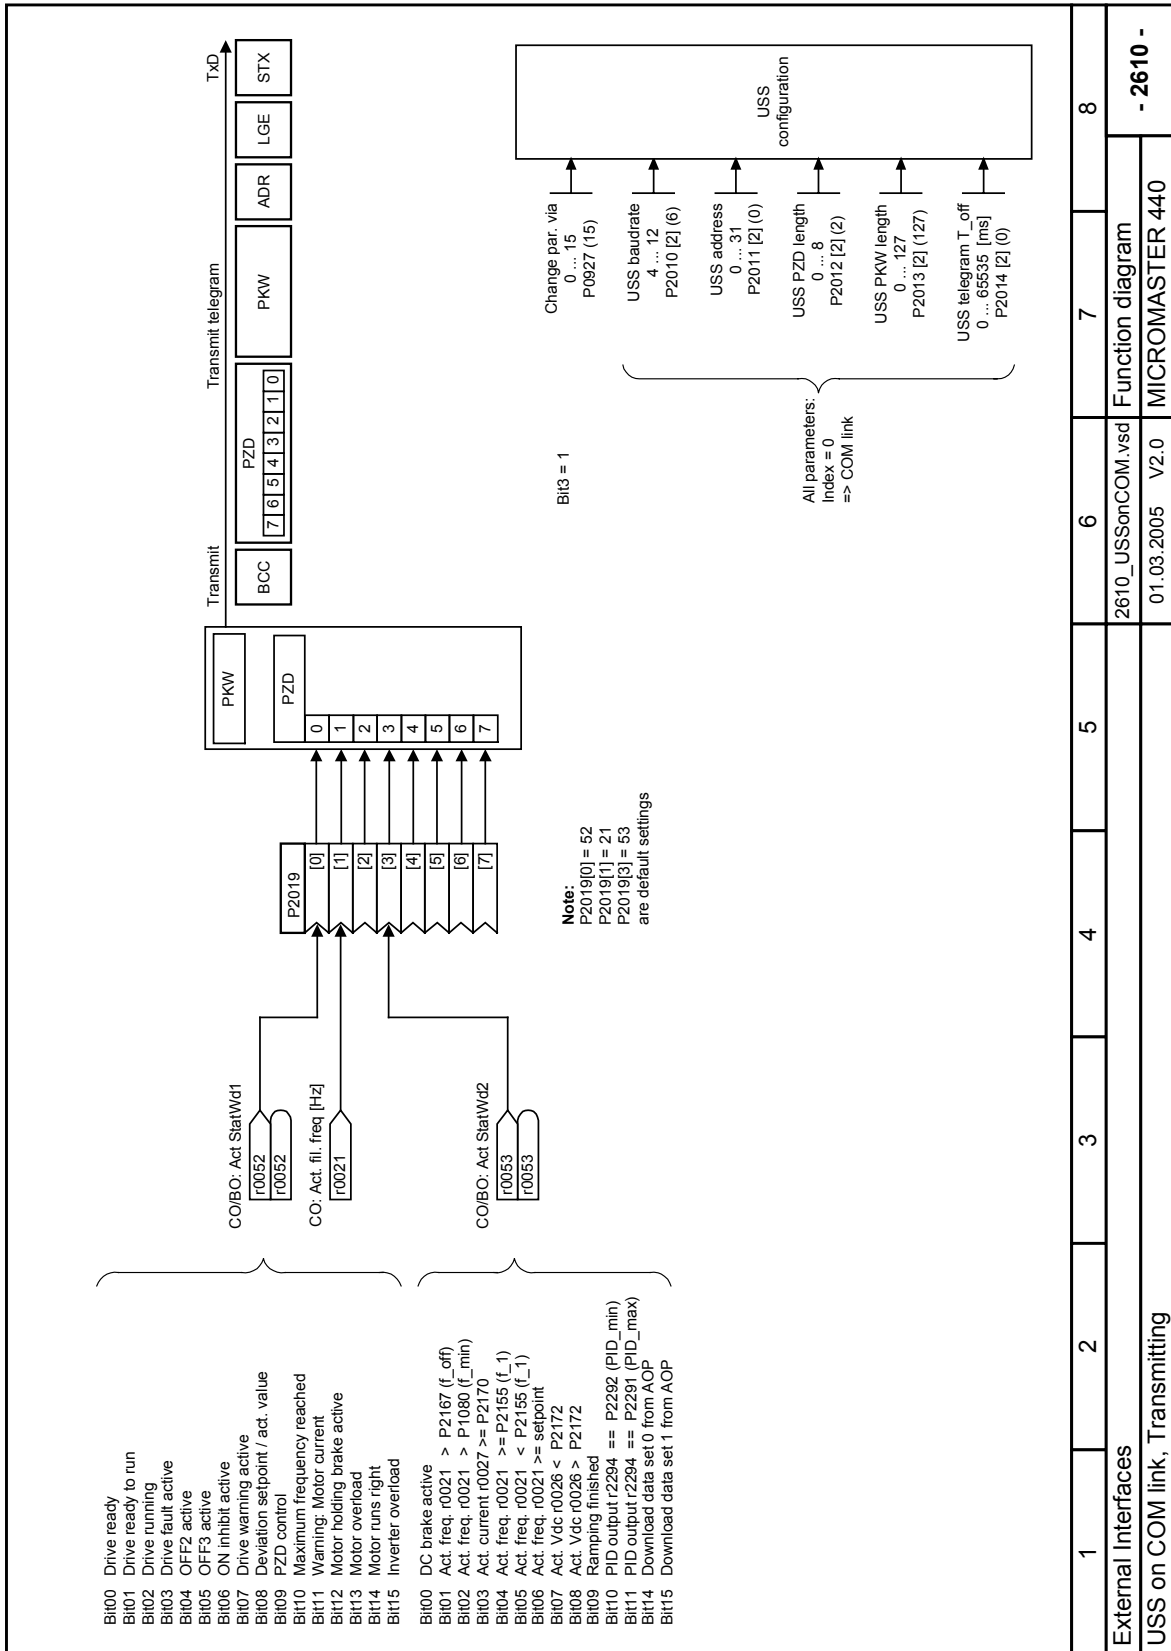 Bit00 Drive ready
Bit01 Drive ready to run
Bit02 Drive running
Bit03 Drive fault active
Bit04 OFF2 active
Bit05 OFF3 active
Bit06 ON inhibit active
Bit07 Drive warning active
Bit08 Deviation setpoint / act. value
Bit09 PZD control
Bit10 Maximum frequency reached
Bit11 Warning: Motor current
Bit12 Motor holding brake active
Bit13 Motor overload
Bit14 Motor runs right
Bit15 Inverter overload
Bit00 DC brake active
Bit01 Act. freq. r0021 > P2167 (f_off)
Bit02 Act. freq. r0021 > P1080 (f_min)
Bit03 Act. current r0027 >= P2170
Bit04 Act. freq. r0021 >= P2155 (f_1)
Bit05 Act. freq. r0021 < P2155 (f_1)
Bit06 Act. freq. r0021 >= setpoint
Bit07 Act. Vdc r0026 < P2172
Bit08 Act. Vdc r0026 > P2172
Bit09 Ramping finished
Bit10 PID output r2294 == P2292 (PID_min)
Bit11 PID output r2294 == P2291 (PID_max)
Bit14 Download data set 0 from AOP
Bit15 Download data set 1 from AOP
CO/BO: Act StatWd1
r0052
r0052
CO: Act. fil. freq [Hz]
r0021
CO/BO: Act StatWd2
r0053
r0053
P2019
[0]
[1]
[2]
[3]
[4]
[5]
[6]
[7]
Note:
P2019[0] = 52
P2019[1] = 21
P2019[3] = 53
are default settings
PKW
PZD
0
1
2
3
4
5
6
7
Transmit
Transmit telegram
TxD
BCC
PZD
7 6 5 4 3 2 1 0
PKW
ADR
LGE
STX
Bit3 = 1
All parameters:
Index = 0
=> COM link
Change par. via
0 ... 15
P0927 (15)
USS baudrate
4 ... 12
P2010 [2] (6)
USS address
0 ... 31
P2011 [2] (0)
USS PZD length
0 ... 8
P2012 [2] (2)
USS PKW length
0 ... 127
P2013 [2] (127)
USS telegram T_off
0 ... 65535 [ms]
P2014 [2] (0)
USS
configuration
1 2 3 4 5 6 7 8
External Interfaces
2610_USSonCOM.vsd
Function diagram
- 2610 -
USS on COM link, Transmitting
01.03.2005 V2.0
MICROMASTER 440